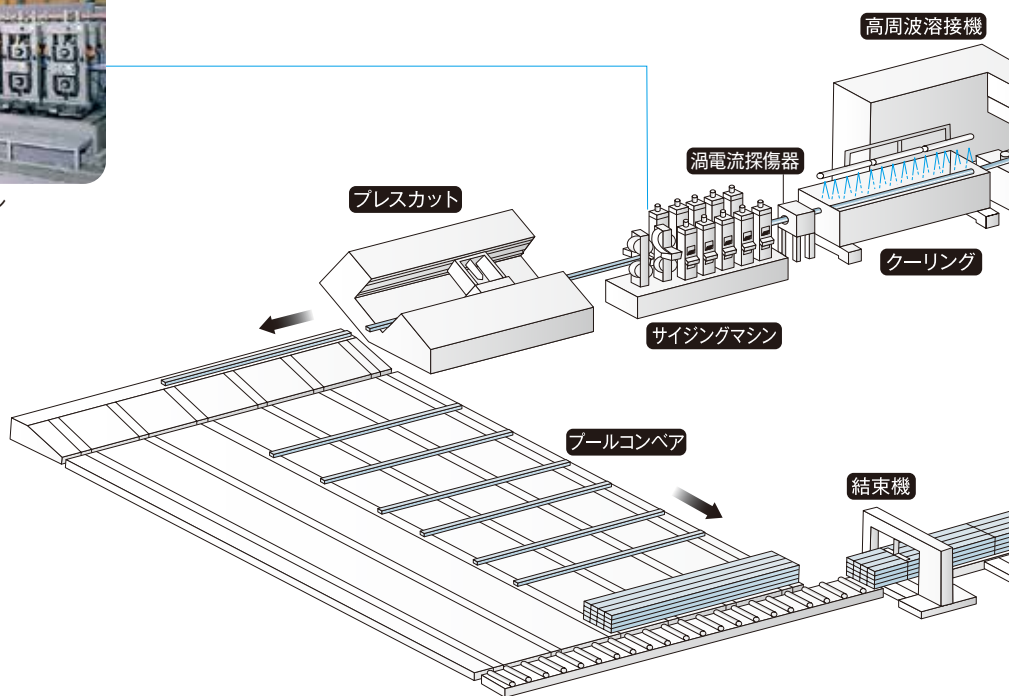 高周波溶接機
渦電流探傷器
プレスカット
クーリング
サイジングマシン
プールコンベア
結束機